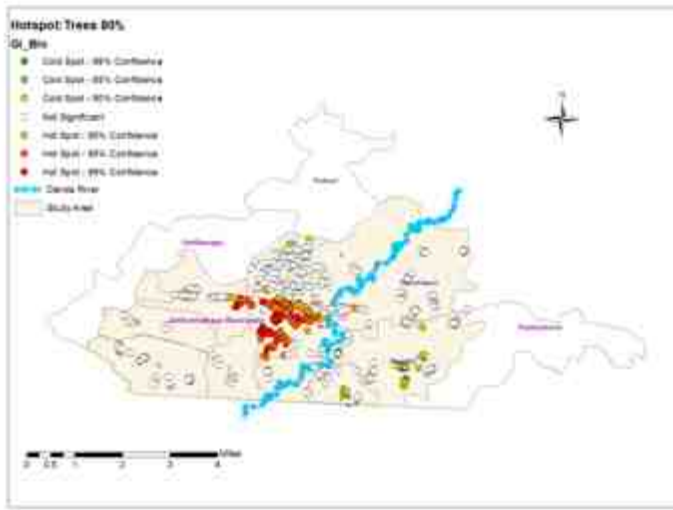 Hotspot: Trees 80%
Gi_Bin
Cold Spot - 99% Confidence
Cold Spot - 95% Confidence
Cold Spot - 90% Confidence
Not Significant
Hot Spot - 90% Confidence
Hot Spot - 95% Confidence
Hot Spot - 99% Confidence
River
Study Area
N
0 0.5 1 2 3 4 Miles